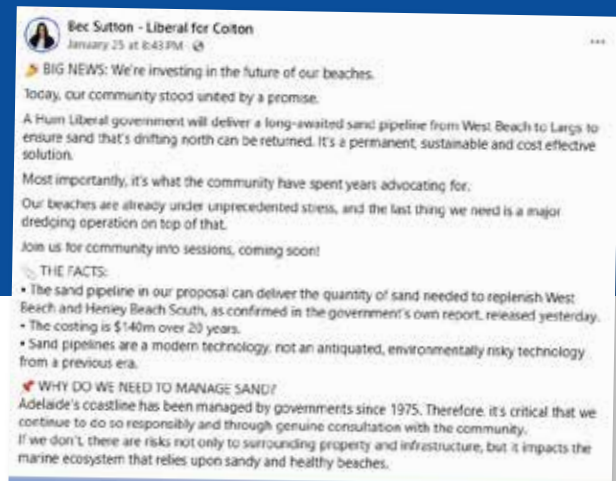 Bec Sutton - Liberal for Colton
January 25 at 8:43 PM
BIG NEWS: We're investing in the future of our beaches.
Today, our community stood united by a promise.
A Hurn Liberal government will deliver a long-awaited sand pipeline from West Beach to Largs to
ensure sand that's drifting north can be returned. It's a permanent, sustainable and cost effective
solution.
Most importantly, it's what the community have spent years advocating for.
Our beaches are already under unprecedented stress, and the last thing we need is a major
dredging operation on top of that.
Join us for community info sessions, coming soon!
THE FACTS:
• The sand pipeline in our proposal can deliver the quantity of sand needed to replenish West
Beach and Henley Beach South, as confirmed in the government's own report, released yesterday.
• The costing is $140m over 20 years.
• Sand pipelines are a modern technology, not an antiquated, environmentally risky technology
from a previous era.
WHY DO WE NEED TO MANAGE SAND?
Adelaide's coastline has been managed by governments since 1975. Therefore, it's critical that we
continue to do so responsibly and through genuine consultation with the community.
If we don't, there are risks not only to surrounding property and infrastructure, but it impacts the
marine ecosystem that relies upon sandy and healthy beaches.